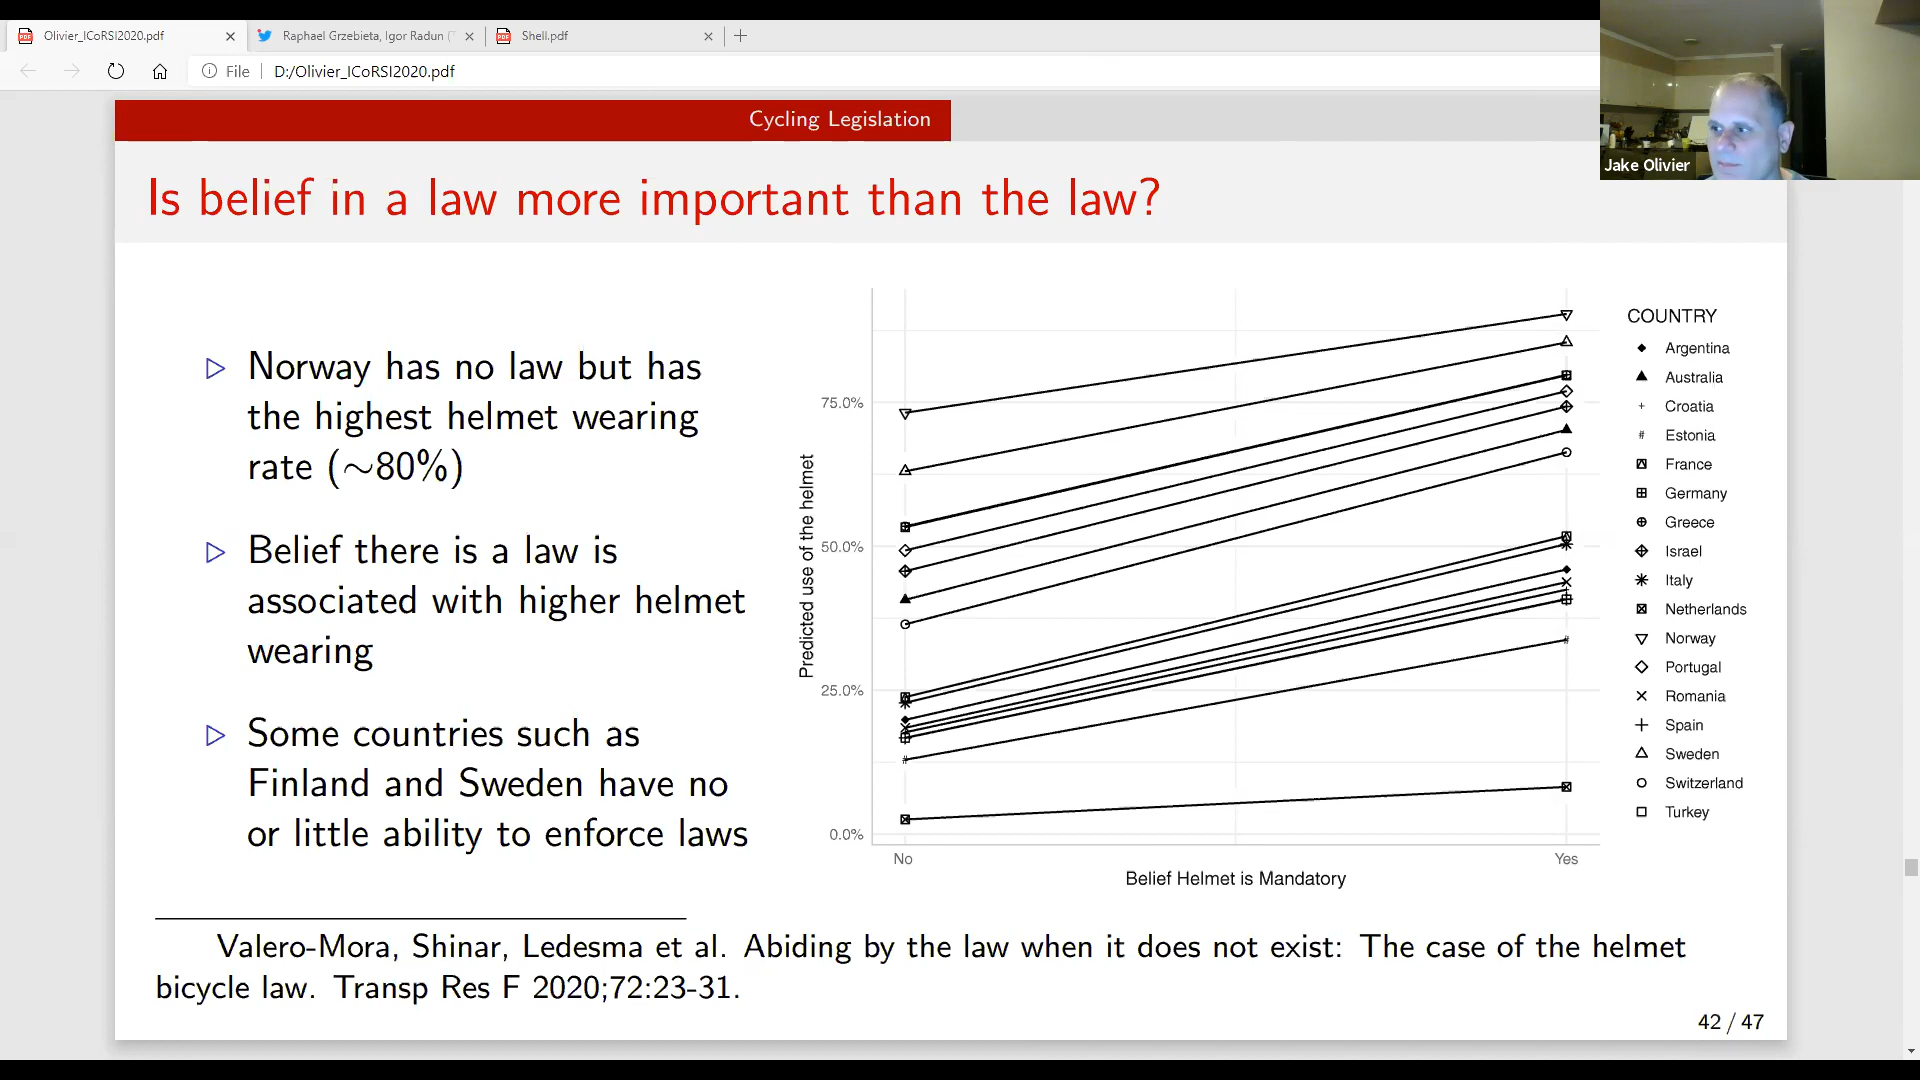 Olivier_ICoRSI2020.pdf
Raphael Grzebieta, Igor Radun (
Shell.pdf
File
D:/Olivier_ICoRSI2020.pdf
Jake Olivier
Cycling Legislation
Is belief in a law more important than the law?
▷ Norway has no law but has
the highest helmet wearing
rate (~80%)
▷ Belief there is a law is
associated with higher helmet
wearing
▷ Some countries such as
Finland and Sweden have no
or little ability to enforce laws
Predicted use of the helmet
75.0%
50.0%
25.0%
0.0%
No
Yes
Belief Helmet is Mandatory
COUNTRY
Argentina
Australia
Croatia
Estonia
France
Germany
Greece
Israel
Italy
Netherlands
Norway
Portugal
Romania
Spain
Sweden
Switzerland
Turkey
Valero-Mora, Shinar, Ledesma et al. Abiding by the law when it does not exist: The case of the helmet
bicycle law. Transp Res F 2020;72:23-31.
42 / 47